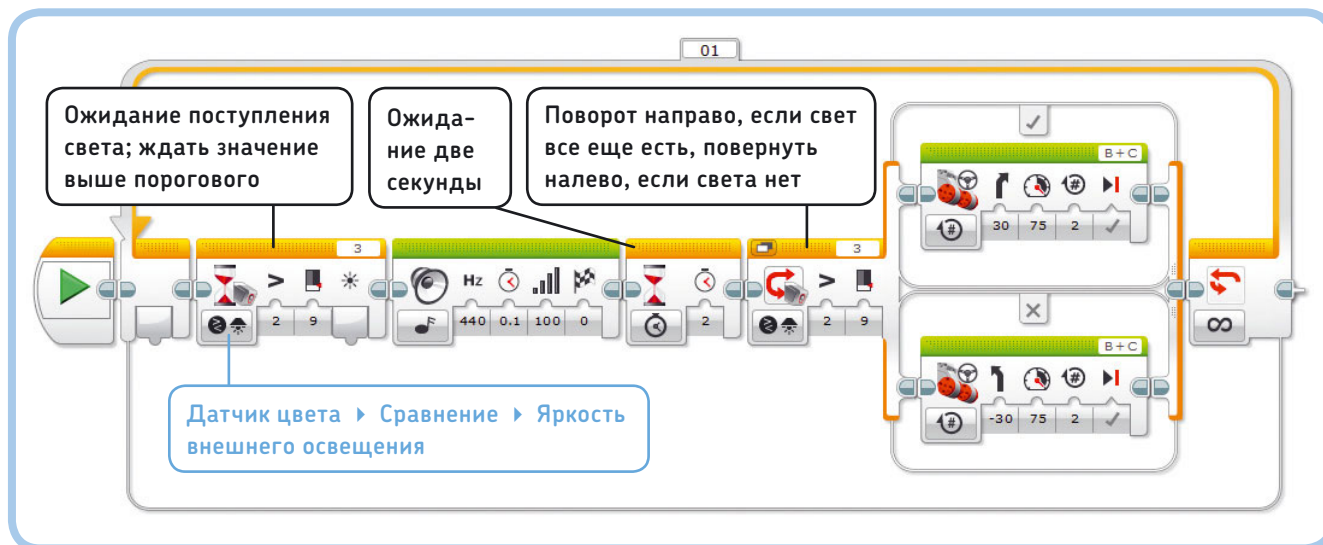 01
Ожидание поступления
света; ждать значение
выше порогового
Ожида-
ние две
секунды
Поворот направо, если свет
все еще есть, повернуть
налево, если света нет
B+C
30 75 2
3
>
2 9
Hz
440 0.1 100 0
2
3
>
2 9
#
∞
B+C
#
-30 75 2
Датчик цвета ▸ Сравнение ▸ Яркость
внешнего освещения